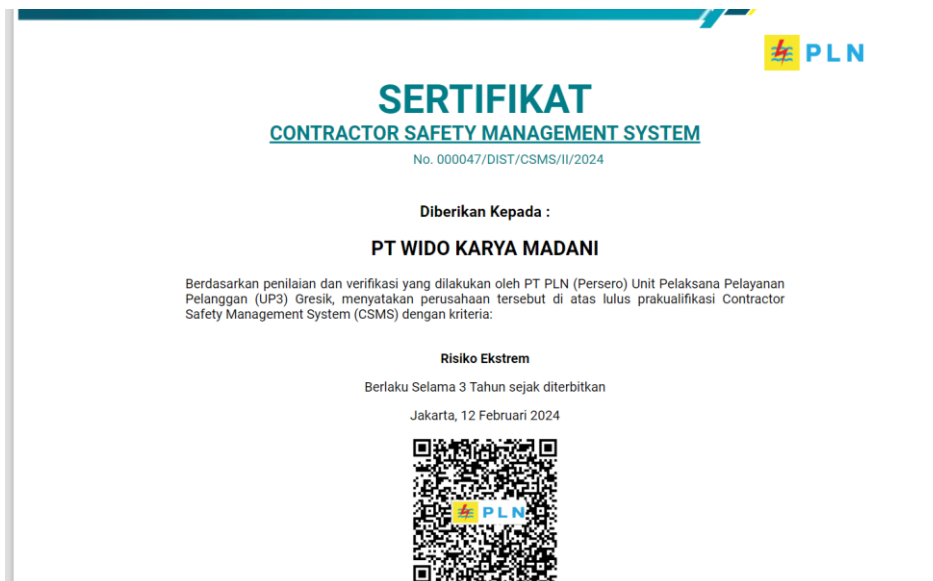 PLN
SERTIFIKAT
CONTRACTOR SAFETY MANAGEMENT SYSTEM
No. 000047/DIST/CSMS/II/2024
Diberikan Kepada :
PT WIDO KARYA MADANI
Berdasarkan penilaian dan verifikasi yang dilakukan oleh PT PLN (Persero) Unit Pelaksana Pelayanan
Pelanggan (UP3) Gresik, menyatakan perusahaan tersebut di atas lulus prakualifikasi Contractor
Safety Management System (CSMS) dengan kriteria:
Risiko Ekstrem
Berlaku Selama 3 Tahun sejak diterbitkan
Jakarta, 12 Februari 2024
PLN